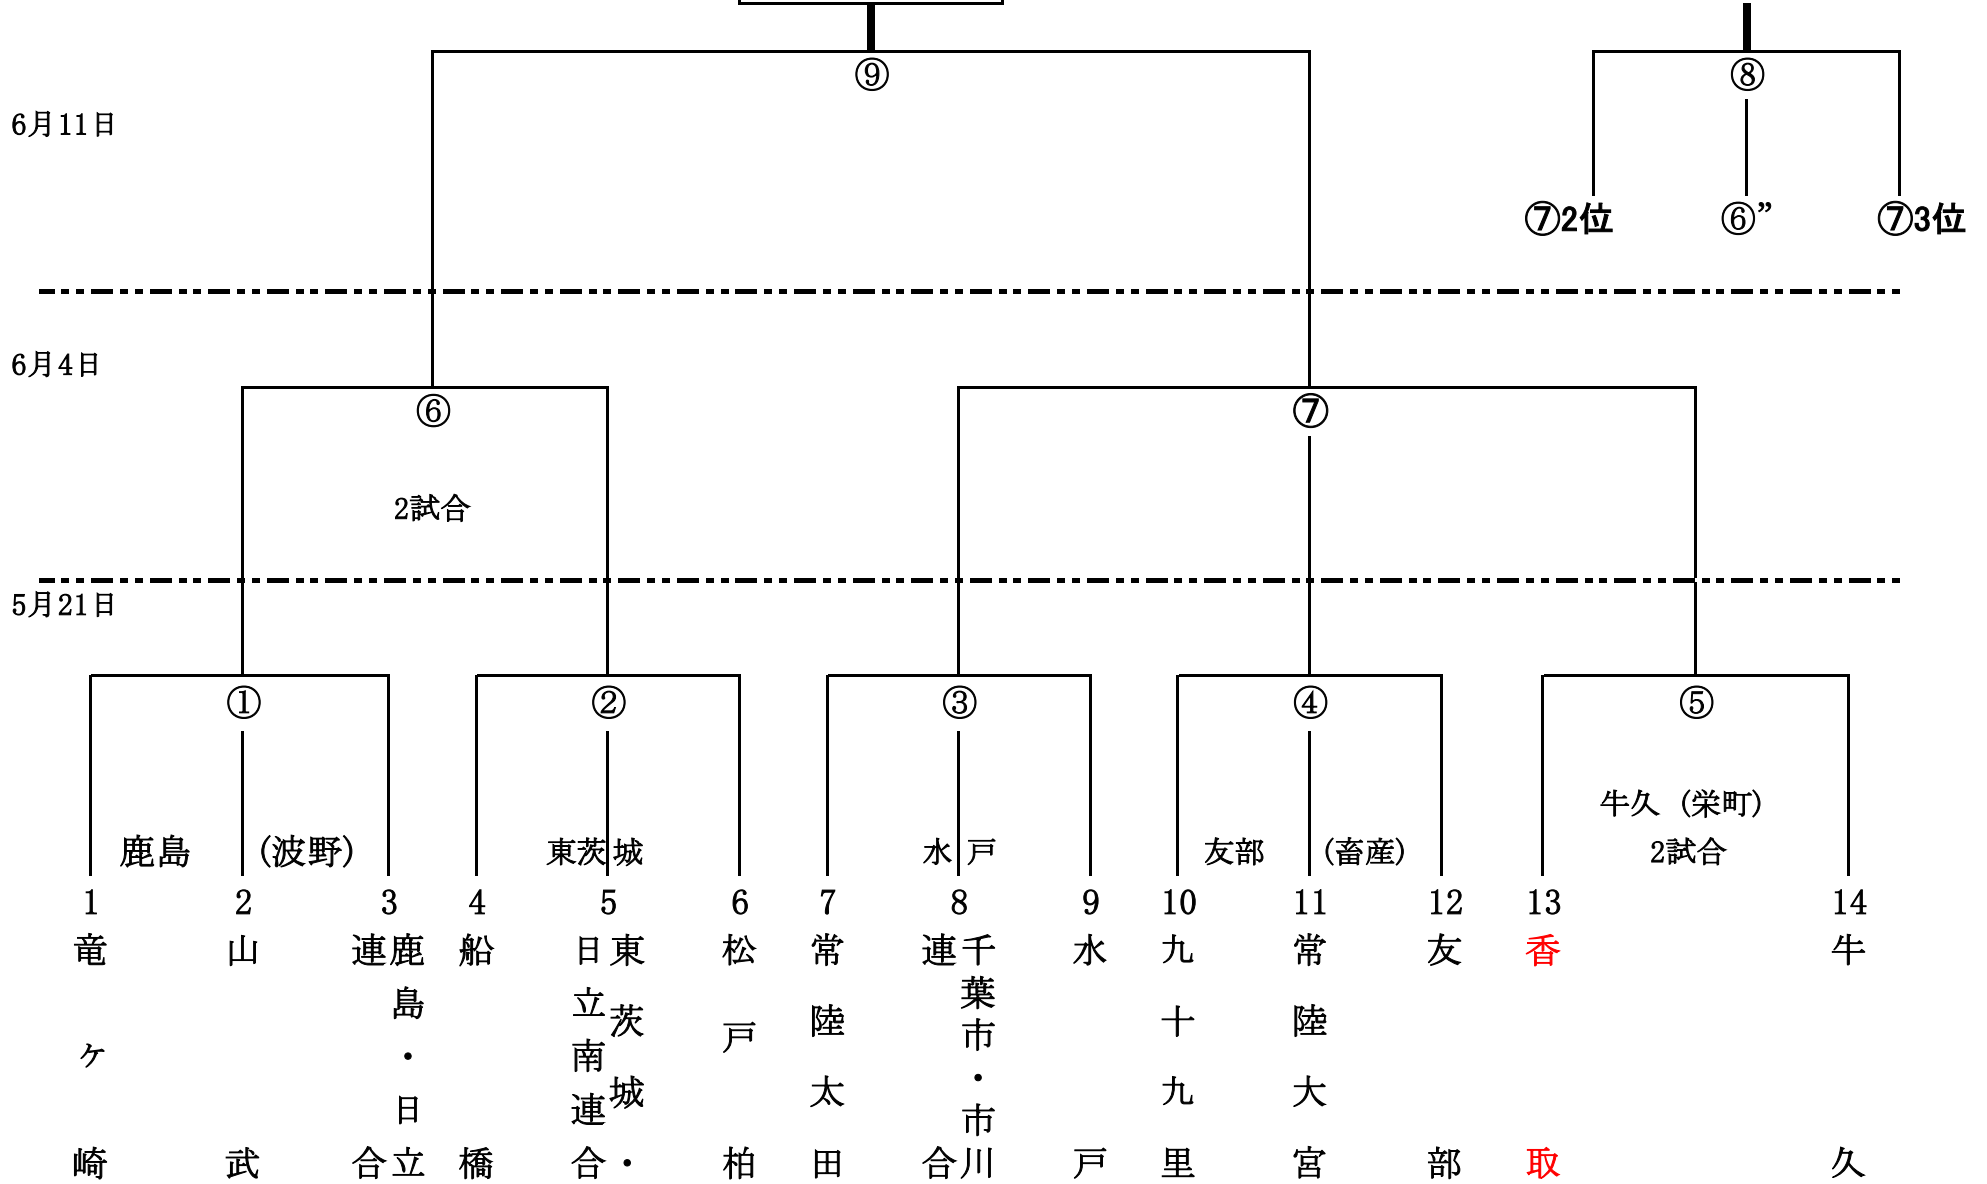 ⑨
⑧
6月11日
⑦2位
⑥”
⑦3位
6月4日
⑥
⑦
2試合
5月21日
①
②
③
④
⑤
牛久（栄町）
鹿島　（波野）
東茨城
水戸
友部　（畜産）
2試合
1
2
3
4
5
6
7
8
9
10
11
12
13
14
竜ヶ崎
山武
鹿島・日立
連合
船橋
東茨城・
日立南連合
松戸柏
常陸太田
千葉市・市川
連合
水戸
九十九里
常陸大宮
友部
香取
牛久